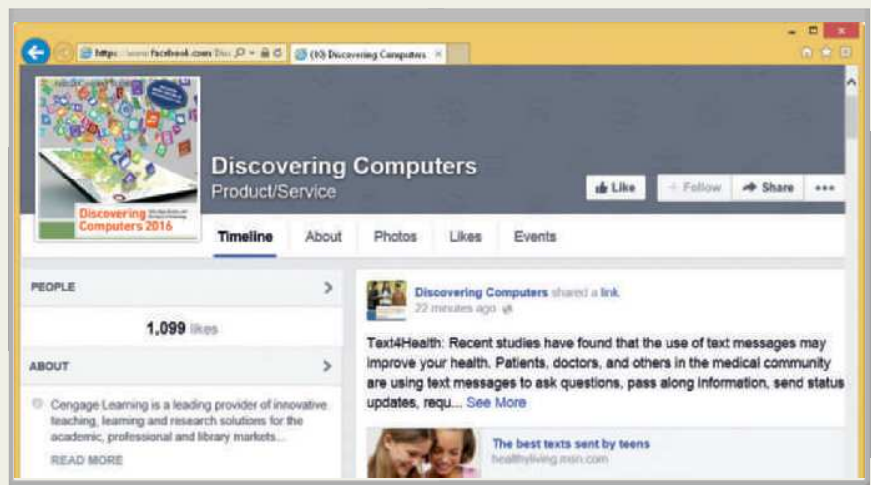 https www.facebook.com Disc
(10) Discovering Computers
Discovering Computers
Product/Service
Like
Follow
Share
Discovering
Computers 2016
Timeline
About
Photos
Likes
Events
PEOPLE
1,099 likes
ABOUT
Cengage Learning is a leading provider of innovative
teaching, learning and research solutions for the
academic, professional and library markets...
READ MORE
Discovering Computers shared a link.
22 minutes ago
Text4Health: Recent studies have found that the use of text messages may
improve your health. Patients, doctors, and others in the medical community
are using text messages to ask questions, pass along information, send status
updates, requ... See More
The best texts sent by teens
healthyliving.msn.com